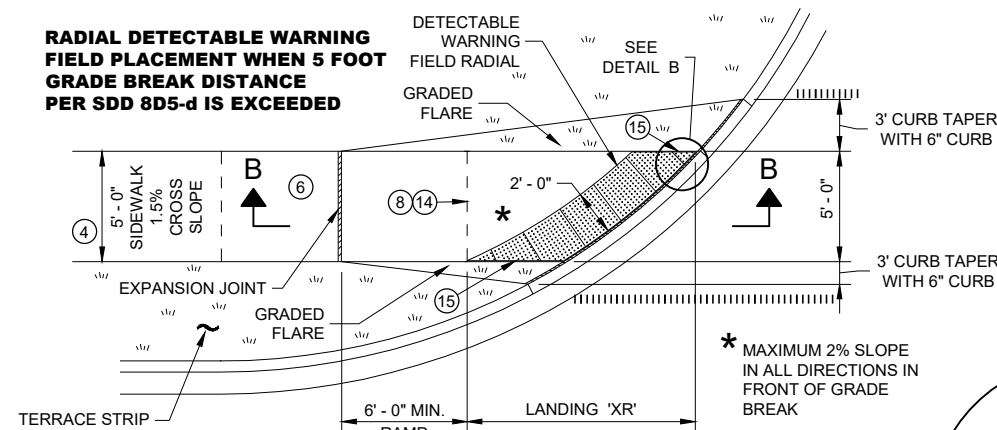 RADIAL DETECTABLE WARNING
FIELD PLACEMENT WHEN 5 FOOT
GRADE BREAK DISTANCE
PER SDD 8D5-d IS EXCEEDED
DETECTABLE
WARNING
FIELD RADIAL
SEE
DETAIL B
GRADED
FLARE
15
3' CURB TAPER
WITH 6" CURB
4
5' - 0"
SIDEWALK
1.5%
CROSS
SLOPE
B
6
8 14
*
2' - 0"
B
5' - 0"
EXPANSION JOINT
GRADED
FLARE
15
3' CURB TAPER
WITH 6" CURB
* MAXIMUM 2% SLOPE
IN ALL DIRECTIONS IN
FRONT OF GRADE
BREAK
TERRACE STRIP
6' - 0" MIN.
RAMP
LANDING 'XR'